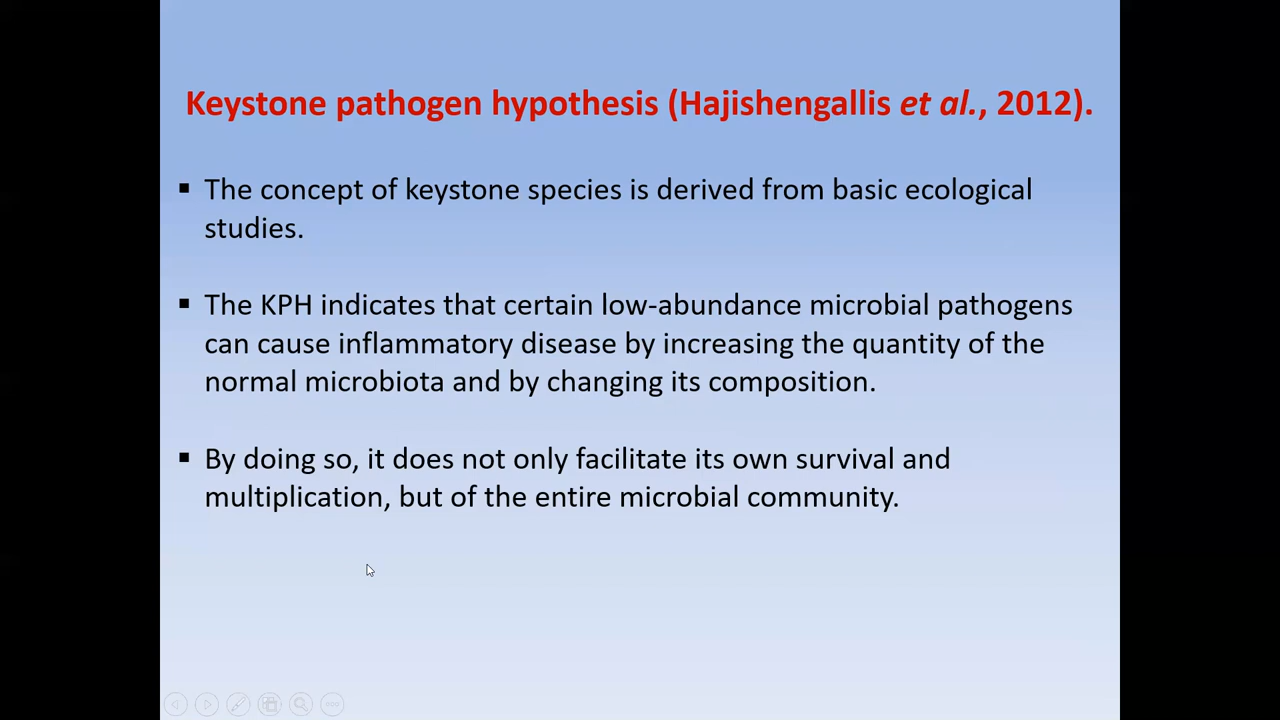 Keystone pathogen hypothesis (Hajishengallis et al., 2012).
▪ The concept of keystone species is derived from basic ecological
studies.
▪ The KPH indicates that certain low-abundance microbial pathogens
can cause inflammatory disease by increasing the quantity of the
normal microbiota and by changing its composition.
▪ By doing so, it does not only facilitate its own survival and
multiplication, but of the entire microbial community.